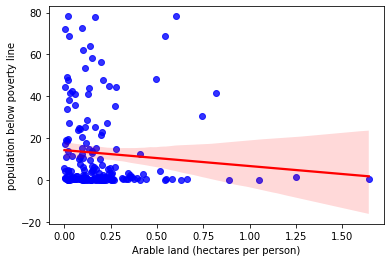 80
60
40
20
0
−20
population below poverty line
0.00 0.25 0.50 0.75 1.00 1.25 1.50
Arable land (hectares per person)